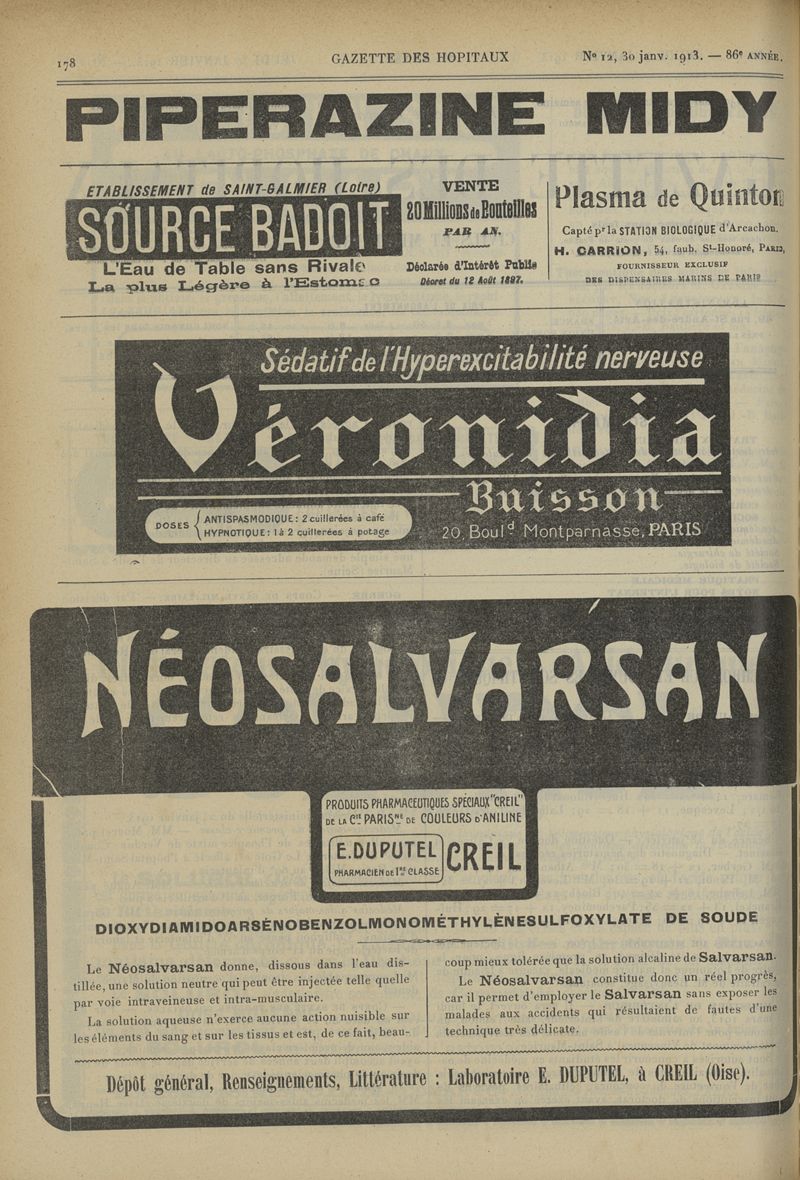 178
GAZETTE DES HOPITAUX
Nº 12, 30 janv. 1913. — 86e ANNÉE.
PIPERAZINE MIDY
ETABLISSEMENT de SAINT-GALMIER (Loire)
SOURCE BADOIT
L'Eau de Table sans Rivale
La plus Légère à l'Estomac
VENTE
20 Millions de Bouteilles
PAR AN.
Déclarée d'Intérêt Public
Décret du 12 Août 1897.
Plasma de Quinton
Capté pr la STATION BIOLOGIQUE d'Arcachon.
H. CARRION, 54, faub. St-Honoré, PARIS,
FOURNISSEUR EXCLUSIF
DES DISPENSAIRES MARINS DE PARIS
Sédatif de l'Hyperexcitabilité nerveuse
Véronidia
Buisson
DOSES
ANTISPASMODIQUE: 2 cuillerées à café
HYPNOTIQUE: 1 à 2 cuillerées à potage
20, Bould Montparnasse, PARIS
NÉOSALVARSAN
PRODUITS PHARMACEUTIQUES SPÉCIAUX "CREIL"
DE LA Cie PARISNE DE COULEURS D'ANILINE
E. DUPUTEL
PHARMACIEN DE 1RE CLASSE
CREIL
DIOXYDIAMIDOARSÉNOBENZOLMONOMÉTHYLÈNESULFOXYLATE DE SOUDE
Le Néosalvarsan donne, dissous dans l'eau dis-
tillée, une solution neutre qui peut être injectée telle quelle
par voie intraveineuse et intra-musculaire.
La solution aqueuse n'exerce aucune action nuisible sur
les éléments du sang et sur les tissus et est, de ce fait, beau-
coup mieux tolérée que la solution alcaline de Salvarsan.
Le Néosalvarsan constitue donc un réel progrès,
car il permet d'employer le Salvarsan sans exposer les
malades aux accidents qui résultaient de fautes d'une
technique très délicate.
Dépôt général, Renseignements, Littérature : Laboratoire E. DUPUTEL, à CREIL (Oise).